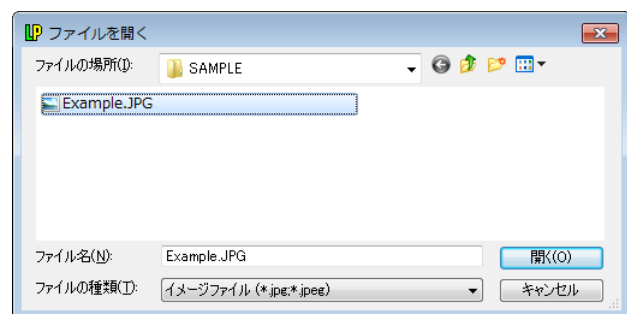 LP ファイルを開く
ファイルの場所(I): SAMPLE
Example.JPG
ファイル名(N): Example.JPG 開く(O)
ファイルの種類(T): イメージファイル (*.jpg;*.jpeg) キャンセル